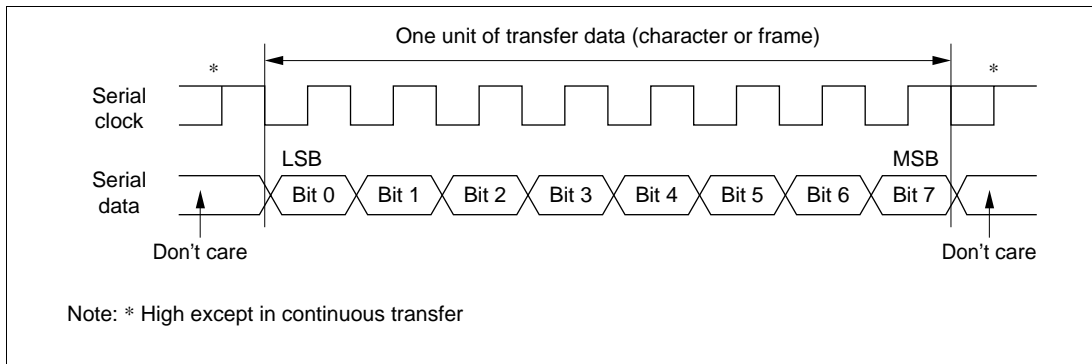 One unit of transfer data (character or frame)
* *
Serial clock
LSB MSB
Serial data
Bit 0 Bit 1 Bit 2 Bit 3 Bit 4 Bit 5 Bit 6 Bit 7
Don't care Don't care
Note: * High except in continuous transfer